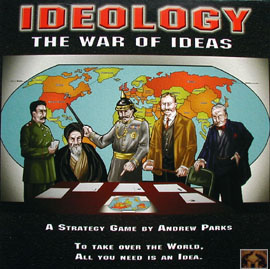 IDEOLOGY
THE WAR OF IDEAS
A STRATEGY GAME BY ANDREW PARKS
TO TAKE OVER THE WORLD,
ALL YOU NEED IS AN IDEA.